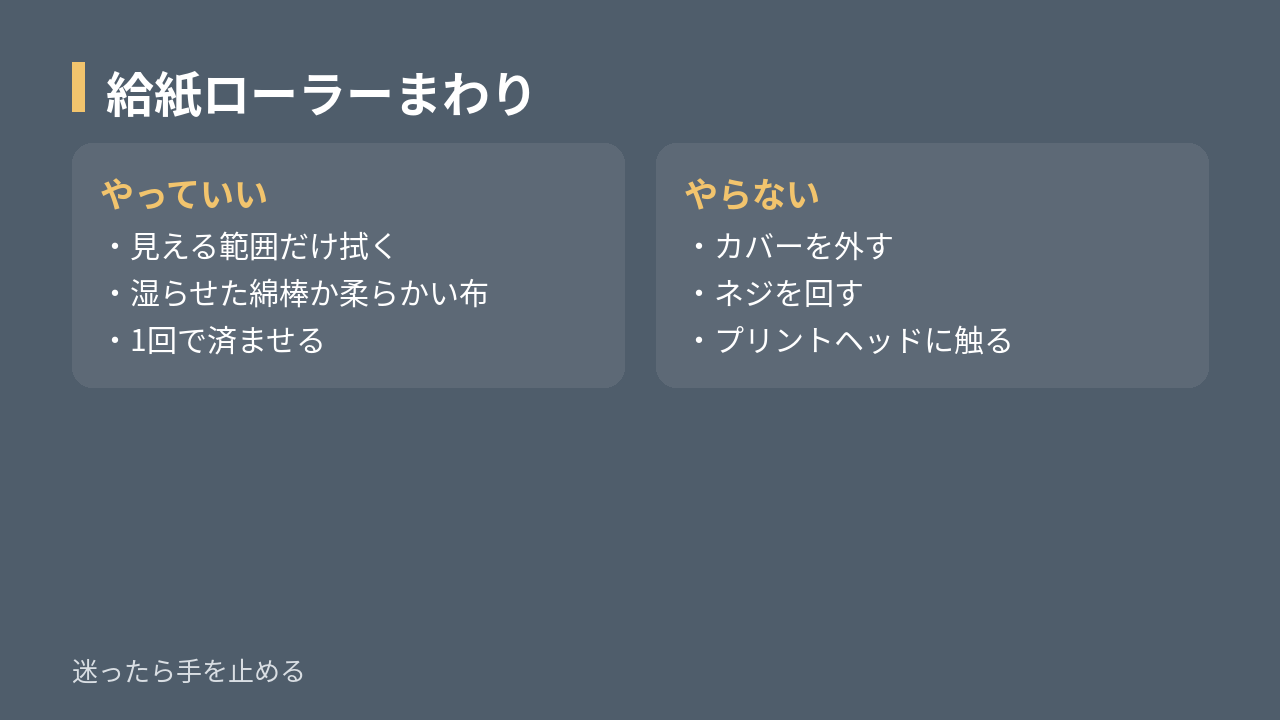 給紙ローラーまわり
やっていい
・見える範囲だけ拭く
・湿らせた綿棒か柔らかい布
・1回で済ませる
やらない
・カバーを外す
・ネジを回す
・プリントヘッドに触る
迷ったら手を止める